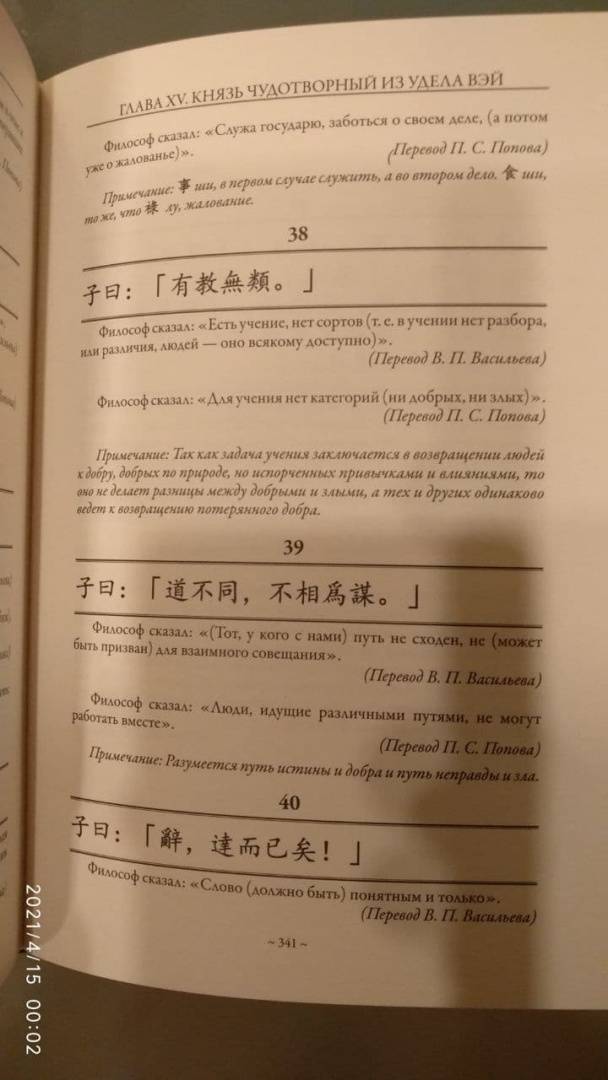 ГЛАВА XV. КНЯЗЬ ЧУДОТВОРНЫЙ ИЗ УДЕЛА ВЭЙ
Философ сказал: «Служа государю, заботься о своем деле, (а потом
уже о жалованье)».
(Перевод П. С. Попова)
Примечание: 事 ши, в первом случае служить, а во втором дело. 食 ши,
то же, что 祿 лу, жалование.
38
子曰：「有教無類。」
Философ сказал: «Есть учение, нет сортов (т. е. в учении нет разбора,
или различия, людей — оно всякому доступно)».
(Перевод В. П. Васильева)
Философ сказал: «Для учения нет категорий (ни добрых, ни злых)».
(Перевод П. С. Попова)
Примечание: Так как задача учения заключается в возвращении людей
к добру, добрых по природе, но испорченных привычками и влияниями, то
оно не делает разницы между добрыми и злыми, а тех и других одинаково
ведет к возвращению потерянного добра.
39
子曰：「道不同，不相爲謀。」
Философ сказал: «(Тот, у кого с нами) путь не сходен, не (может
быть призван) для взаимного совещания».
(Перевод В. П. Васильева)
Философ сказал: «Люди, идущие различными путями, не могут
работать вместе».
(Перевод П. С. Попова)
Примечание: Разумеется путь истины и добра и путь неправды и зла.
40
子曰：「辭，達而已矣！」
Философ сказал: «Слово (должно быть) понятным и только».
(Перевод В. П. Васильева)
~ 341 ~
2021/4/15 00:02